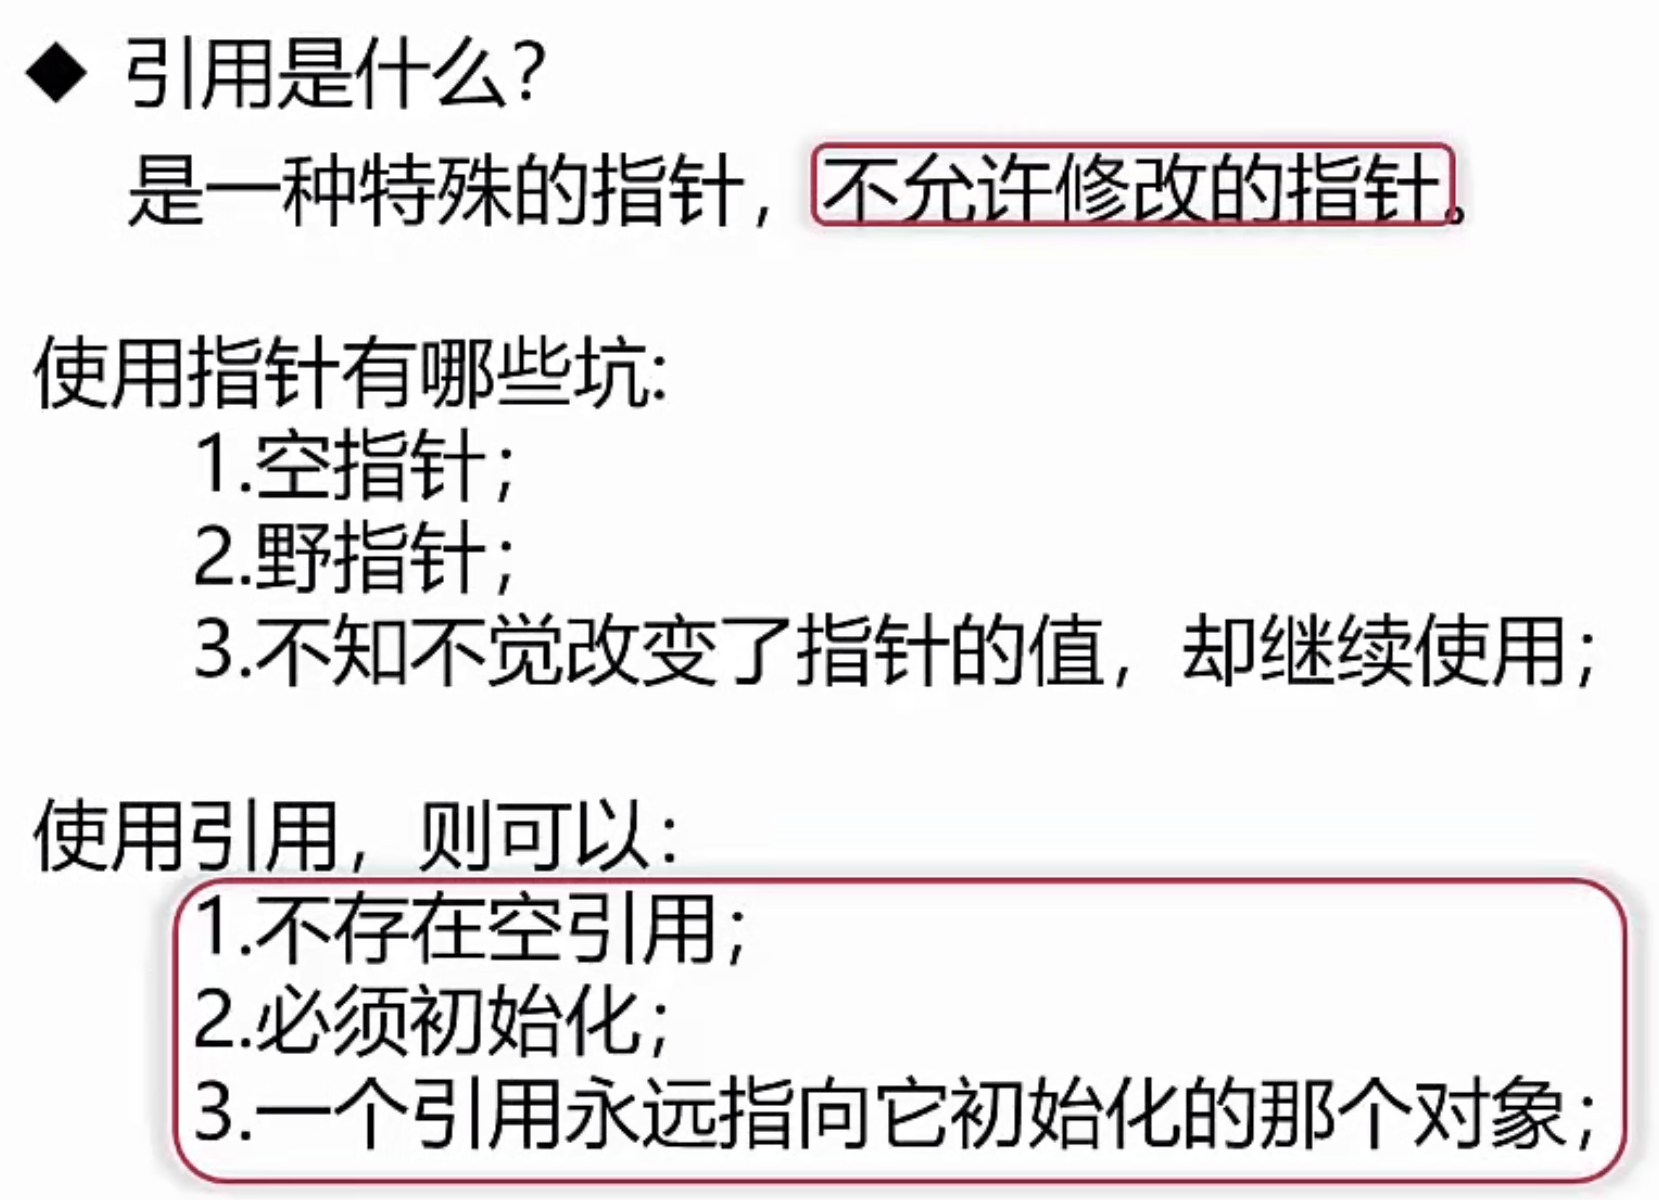 ◆ 引用是什么？
是一种特殊的指针，不允许修改的指针。
使用指针有哪些坑:
1.空指针；
2.野指针；
3.不知不觉改变了指针的值，却继续使用；
使用引用，则可以：
1.不存在空引用；
2.必须初始化；
3.一个引用永远指向它初始化的那个对象；